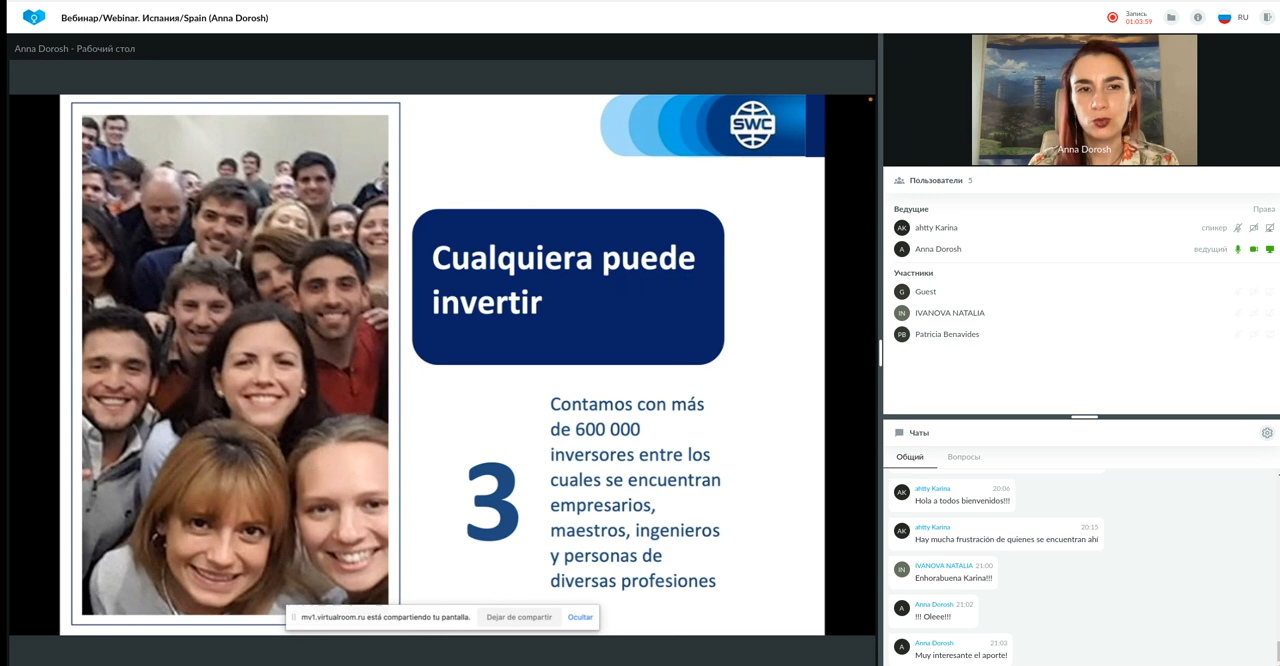 Вебинар/Webinar. Испания/Spain (Anna Dorosh)
Запись
01:03:59
RU
Anna Dorosh - Рабочий стол
SWC
Cualquiera puede
invertir
3
Contamos con más
de 600 000
inversores entre los
cuales se encuentran
empresarios,
maestros, ingenieros
y personas de
diversas profesiones
mv1.virtualroom.ru está compartiendo tu pantalla.
Dejar de compartir
Ocultar
Anna Dorosh
Пользователи 5
Ведущие
Права
AK ahtty Karina
спикер
A Anna Dorosh
ведущий
Участники
G Guest
IN IVANOVA NATALIA
PB Patricia Benavides
Чаты
Общий
Вопросы
AK ahtty Karina 20:06
Hola a todos bienvenidos!!!
AK ahtty Karina 20:15
Hay mucha frustración de quienes se encuentran ahí
IN IVANOVA NATALIA 21:00
Enhorabuena Karina!!!
A Anna Dorosh 21:02
!!! Oleee!!!
A Anna Dorosh 21:03
Muy interesante el aporte!